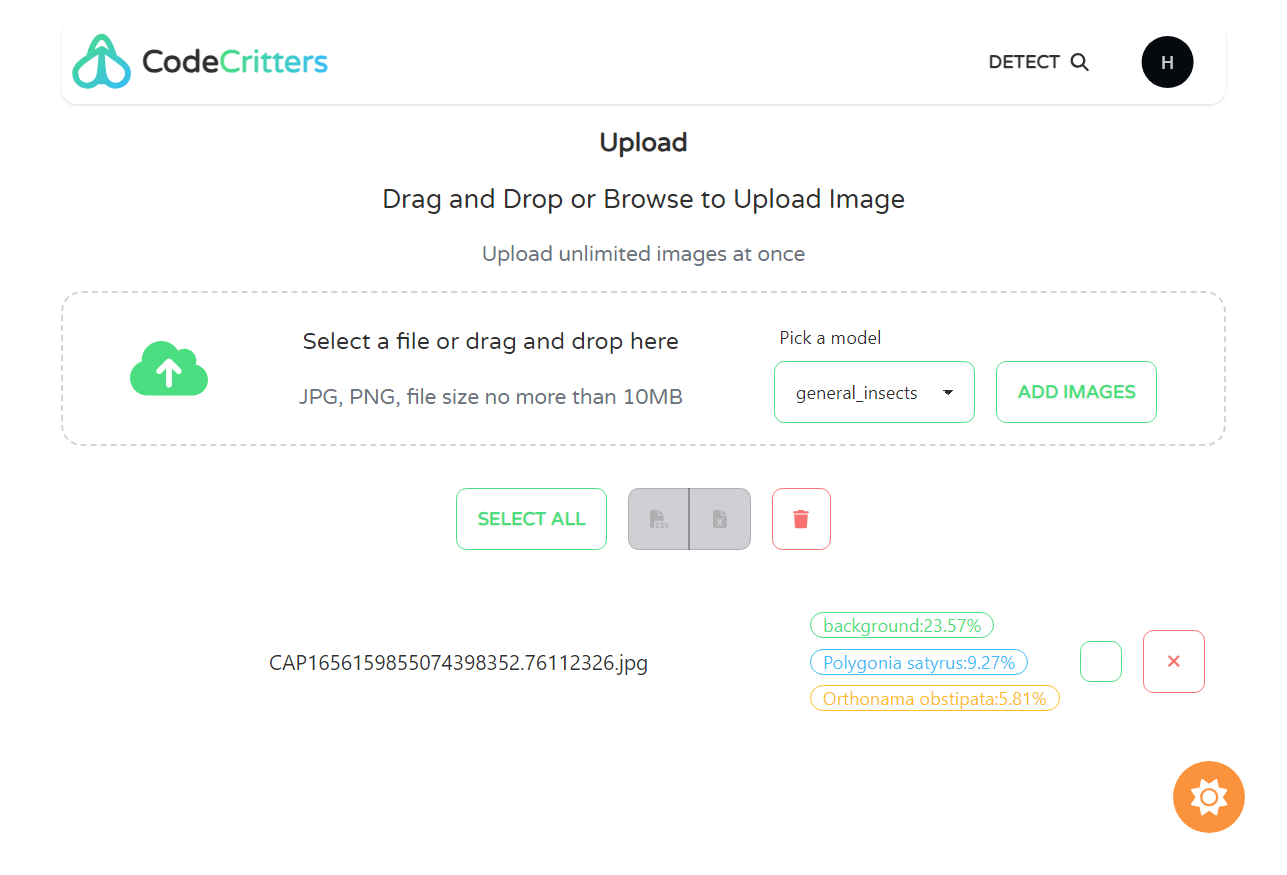 CodeCritters
DETECT
H
Upload
Drag and Drop or Browse to Upload Image
Upload unlimited images at once
Select a file or drag and drop here
JPG, PNG, file size no more than 10MB
Pick a model
general_insects
ADD IMAGES
SELECT ALL
CSV
X
CAP1656159855074398352.76112326.jpg
background:23.57%
Polygonia satyrus:9.27%
Orthonama obstipata:5.81%